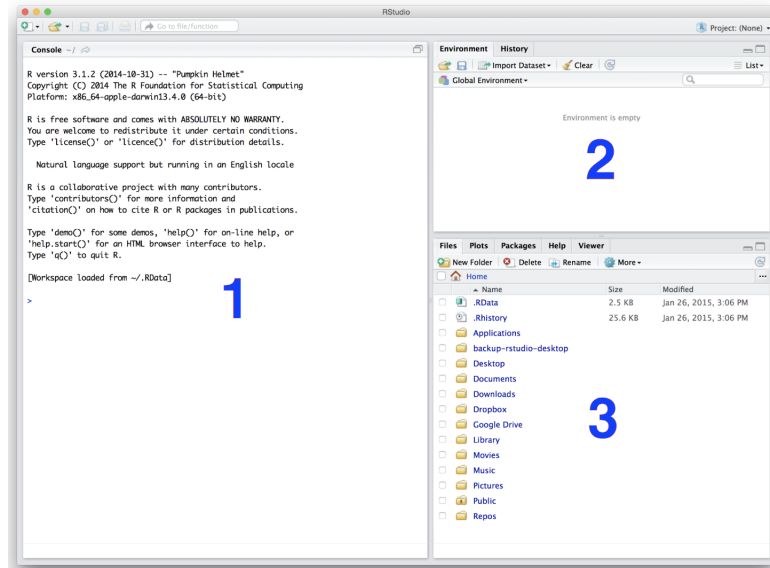 RStudio
Go to file/function
Project: (None)
Console ~/
R version 3.1.2 (2014-10-31) -- "Pumpkin Helmet"
Copyright (C) 2014 The R Foundation for Statistical Computing
Platform: x86_64-apple-darwin13.4.0 (64-bit)
R is free software and comes with ABSOLUTELY NO WARRANTY.
You are welcome to redistribute it under certain conditions.
Type 'license()' or 'licence()' for distribution details.
Natural language support but running in an English locale
R is a collaborative project with many contributors.
Type 'contributors()' for more information and
'citation()' on how to cite R or R packages in publications.
Type 'demo()' for some demos, 'help()' for on-line help, or
'help.start()' for an HTML browser interface to help.
Type 'q()' to quit R.
[Workspace loaded from ~/.RData]
>
1
Environment History
Import Dataset Clear List
Global Environment
Environment is empty
2
Files Plots Packages Help Viewer
New Folder Delete Rename More
Home ...
Name Size Modified
.RData 2.5 KB Jan 26, 2015, 3:06 PM
.Rhistory 25.6 KB Jan 26, 2015, 3:06 PM
Applications
backup-rstudio-desktop
Desktop
Documents
Downloads
Dropbox
Google Drive
Library
Movies
Music
Pictures
Public
Repos
3